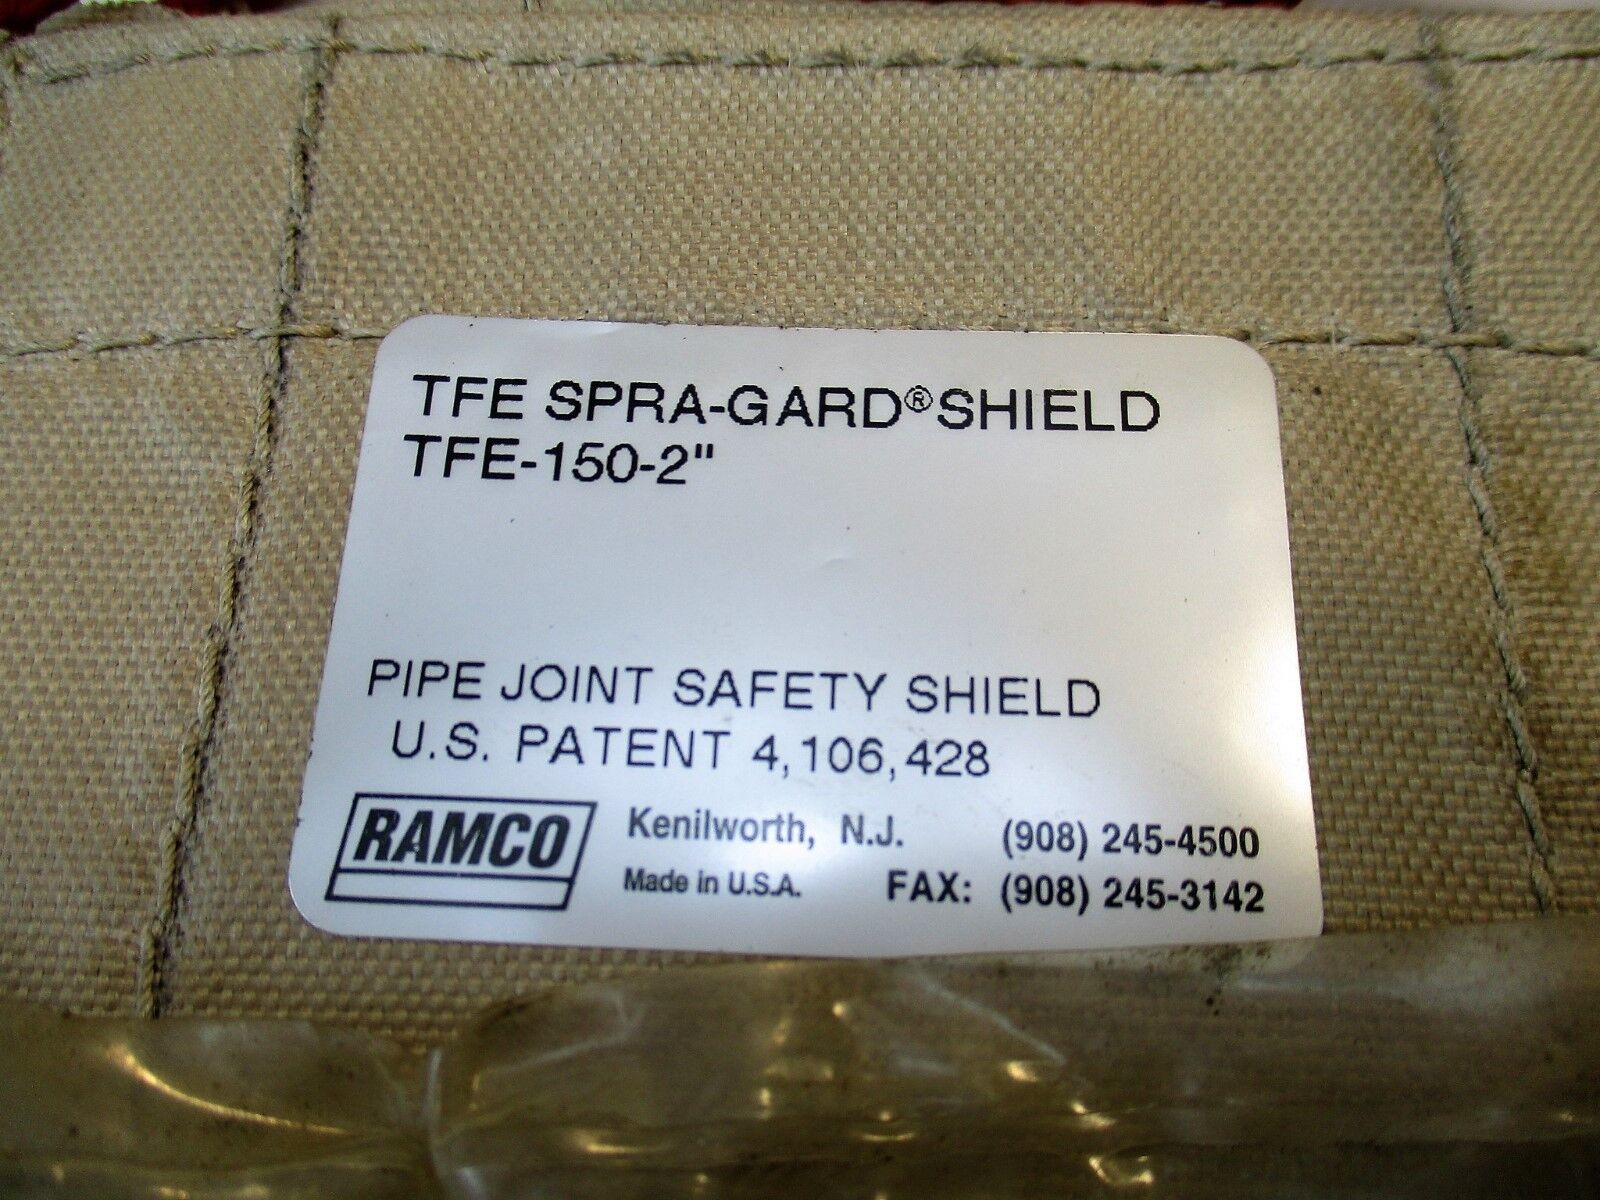 TFE SPRA-GARD® SHIELD
TFE-150-2"
PIPE JOINT SAFETY SHIELD
U.S. PATENT 4,106,428
RAMCO
Kenilworth, N.J. (908) 245-4500
Made in U.S.A. FAX: (908) 245-3142